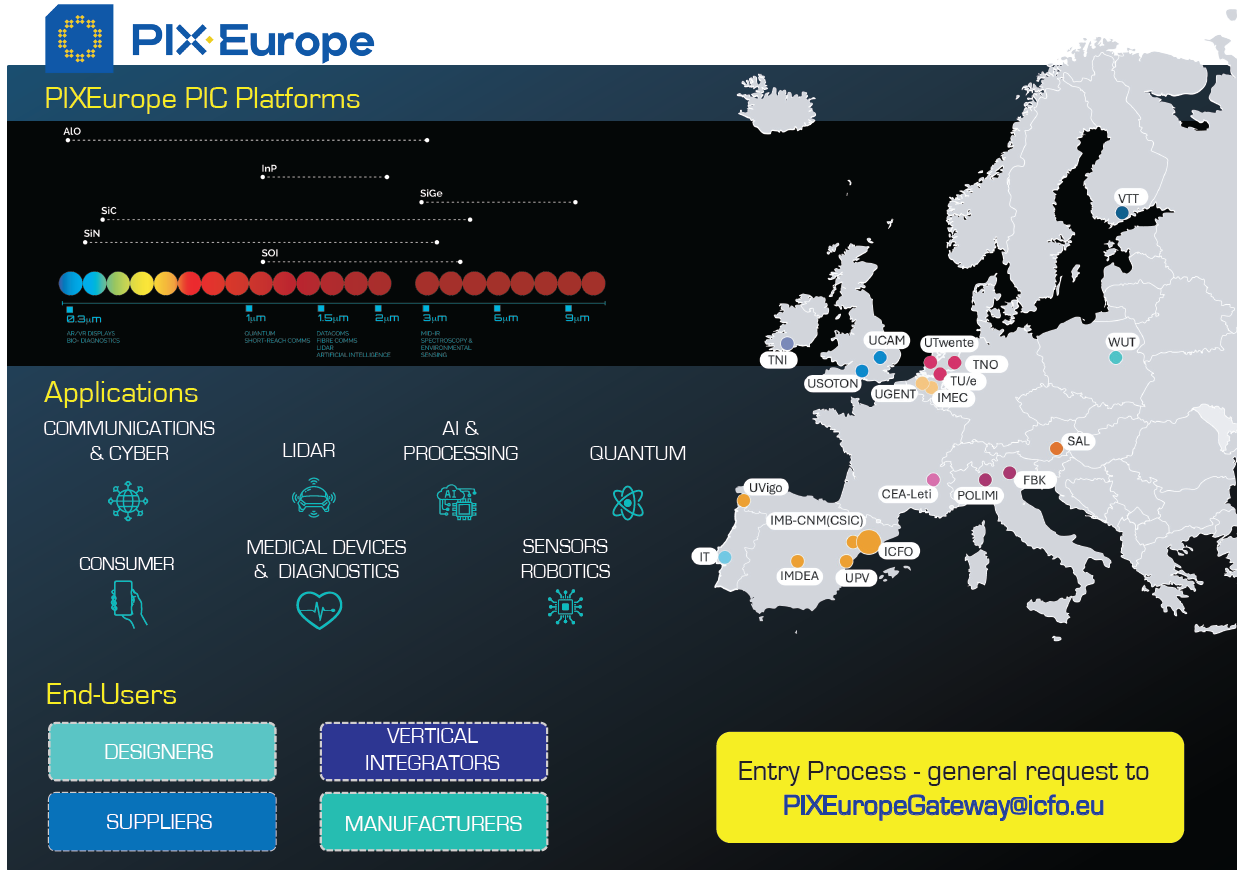 PIX Europe
PIXEurope PIC Platforms
AlO
InP
SiGe
SiC
SiN
SOI
0.3μm
1μm
1.5μm
2μm
3μm
6μm
9μm
AR/VR DISPLAYS
BIO- DIAGNOSTICS
QUANTUM
SHORT-REACH COMMS
DATACOMS
FIBRE COMMS
LIDAR
ARTIFICIAL INTELLIGENCE
MID-IR
SPECTROSCOPY &
ENVIRONMENTAL
SENSING
VTT
TNI
UCAM
USOTON
UTwente
TNO
TU/e
UGENT
IMEC
WUT
SAL
CEA-Leti
POLIMI
FBK
UVigo
IMB-CNM(CSIC)
ICFO
IT
IMDEA
UPV
Applications
COMMUNICATIONS
& CYBER
LIDAR
AI &
PROCESSING
QUANTUM
AI
CONSUMER
MEDICAL DEVICES
& DIAGNOSTICS
SENSORS
ROBOTICS
End-Users
DESIGNERS
VERTICAL
INTEGRATORS
SUPPLIERS
MANUFACTURERS
Entry Process - general request to
PIXEuropeGateway@icfo.eu